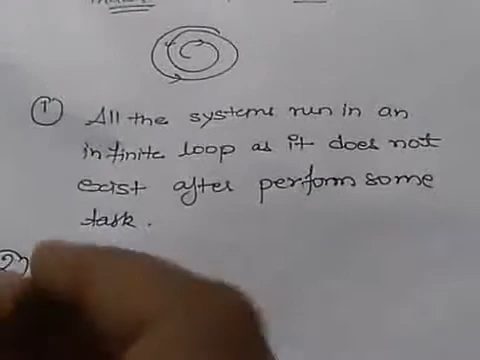 ①
All the systems run in an
infinite loop as it does not
exist after perform some
task.
②